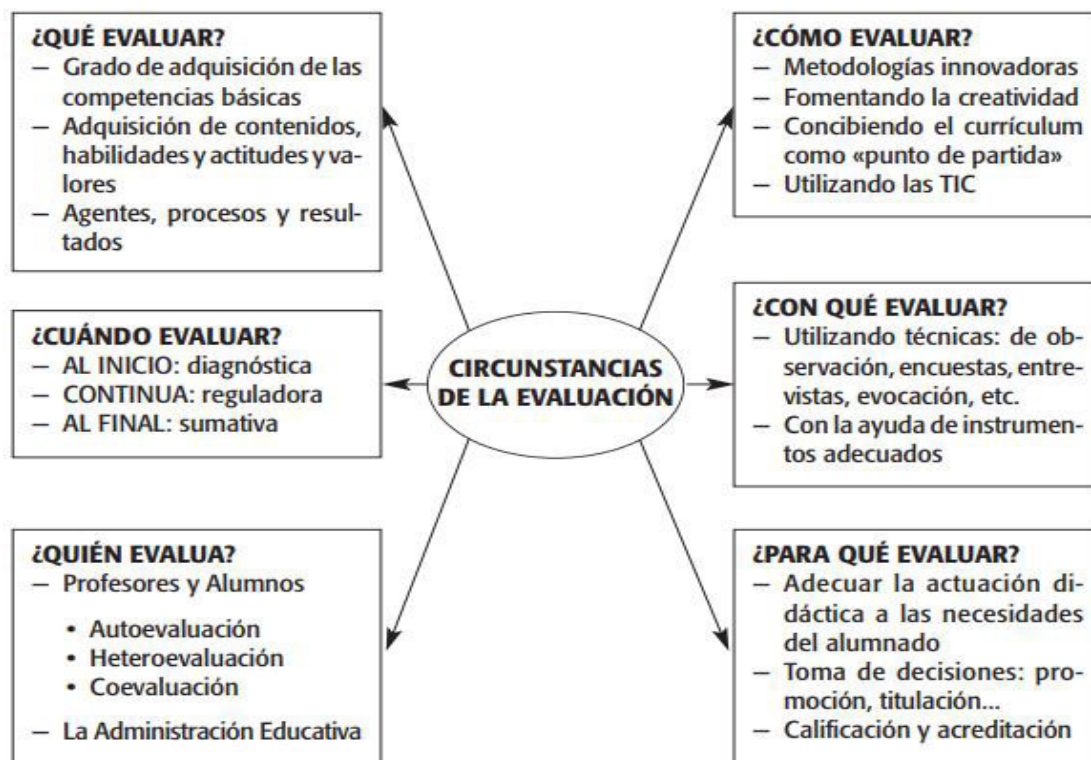 ¿QUÉ EVALUAR?
— Grado de adquisición de las
competencias básicas
— Adquisición de contenidos,
habilidades y actitudes y va-
lores
— Agentes, procesos y resul-
tados
¿CUÁNDO EVALUAR?
— AL INICIO: diagnóstica
— CONTINUA: reguladora
— AL FINAL: sumativa
¿QUIÉN EVALUA?
— Profesores y Alumnos
• Autoevaluación
• Heteroevaluación
• Coevaluación
— La Administración Educativa
CIRCUNSTANCIAS
DE LA EVALUACIÓN
¿CÓMO EVALUAR?
— Metodologías innovadoras
— Fomentando la creatividad
— Concibiendo el currículum
como «punto de partida»
— Utilizando las TIC
¿CON QUÉ EVALUAR?
— Utilizando técnicas: de ob-
servación, encuestas, entre-
vistas, evocación, etc.
— Con la ayuda de instrumen-
tos adecuados
¿PARA QUÉ EVALUAR?
— Adecuar la actuación di-
dáctica a las necesidades
del alumnado
— Toma de decisiones: pro-
moción, titulación...
— Calificación y acreditación